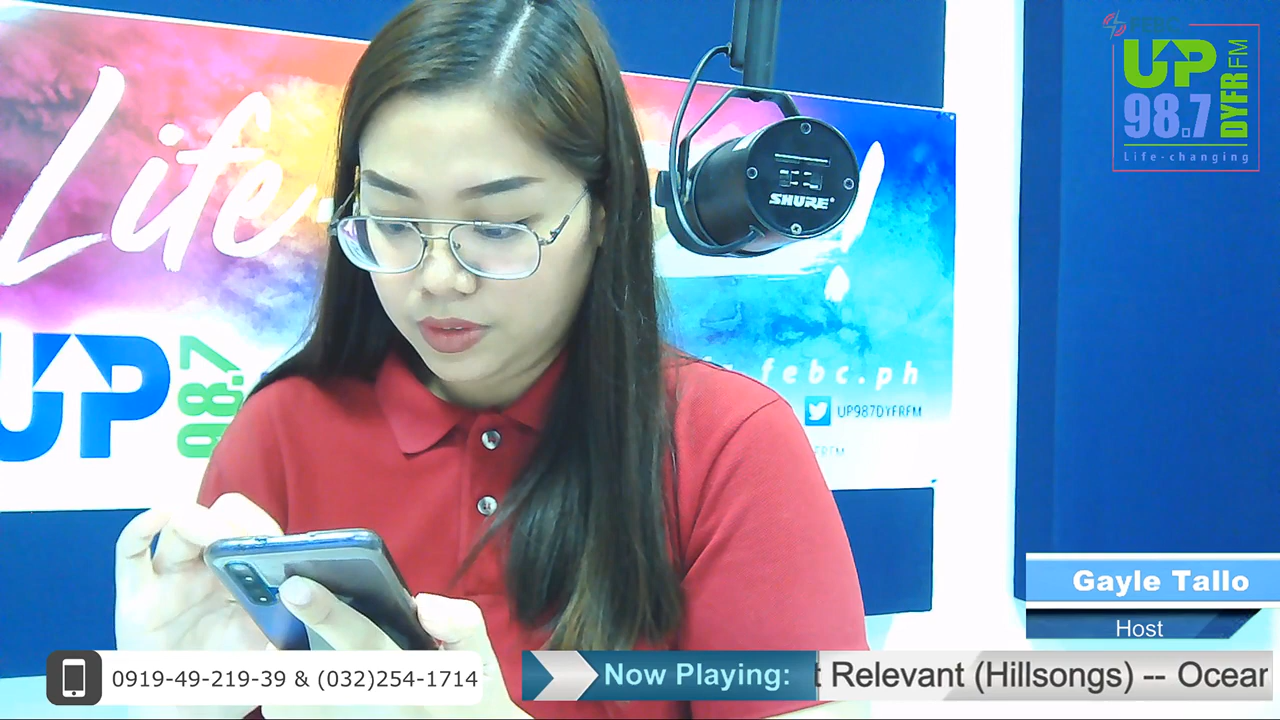 FEBC
UP
98.7
DYFR FM
Life-changing
Life
SHURE
UP
98.7
febc.ph
UP987DYFRFM
Gayle Tallo
Host
0919-49-219-39 & (032)254-1714
Now Playing:
Relevant (Hillsongs) --